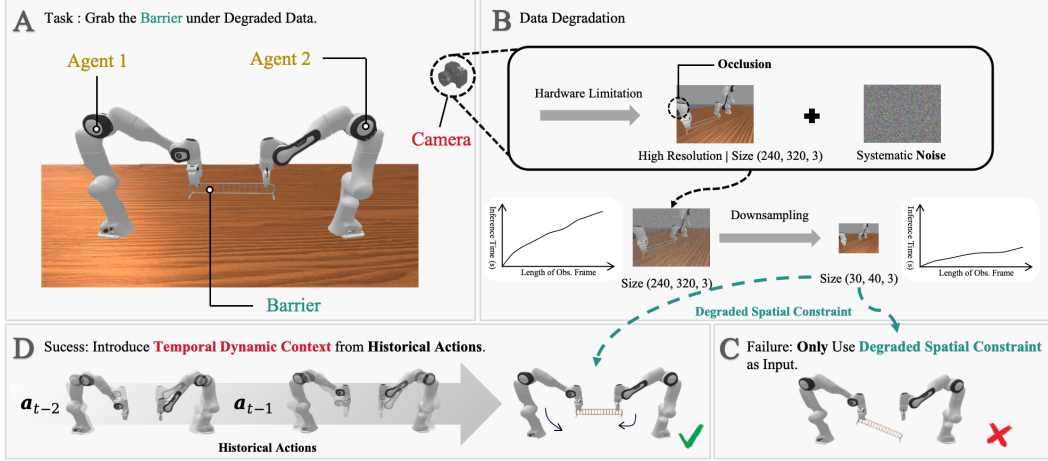 A Task : Grab the Barrier under Degraded Data.
Agent 1
Agent 2
Barrier
Camera
B Data Degradation
Occlusion
Hardware Limitation
High Resolution | Size (240, 320, 3)
Systematic Noise
Inference Time (s)
Length of Obs. Frame
Size (240, 320, 3)
Downsampling
Size (30, 40, 3)
Inference Time (s)
Length of Obs. Frame
Degraded Spatial Constraint
D Sucess: Introduce Temporal Dynamic Context from Historical Actions.
a_{t-2}
a_{t-1}
Historical Actions
C Failure: Only Use Degraded Spatial Constraint
as Input.